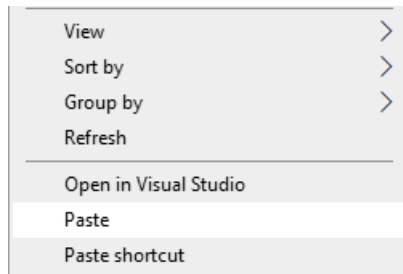 View
Sort by
Group by
Refresh
Open in Visual Studio
Paste
Paste shortcut